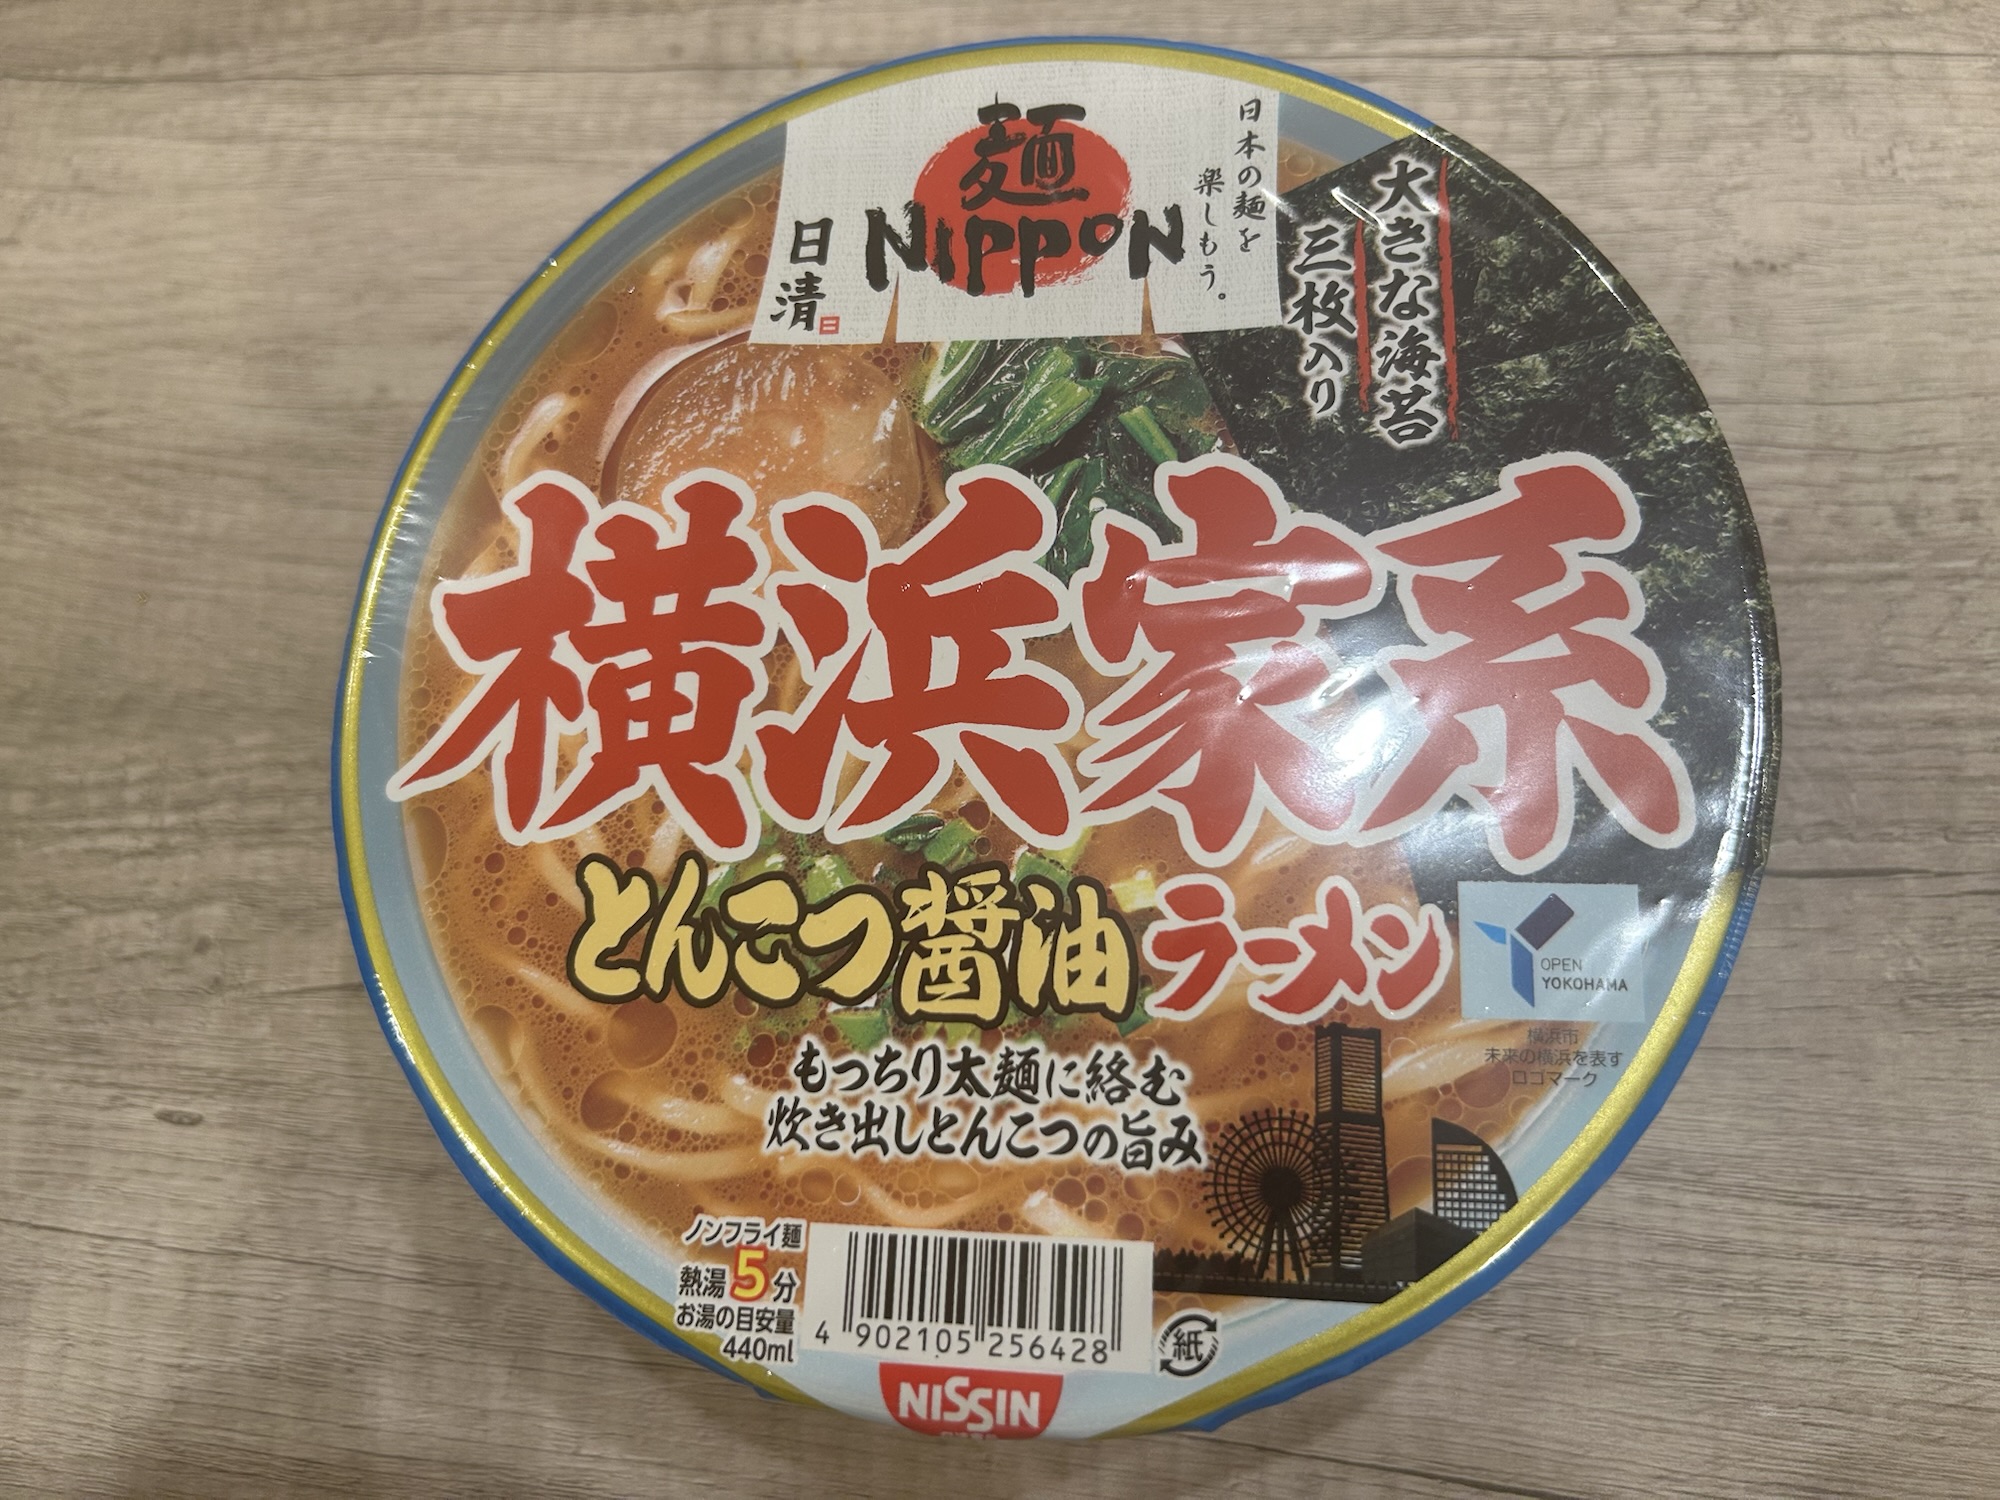 麺
NIPPON
日本の麺を
楽しもう。
日清
大きな海苔
三枚入り
横浜家系
とんこつ醤油ラーメン
OPEN
YOKOHAMA
横浜市
未来の横浜を表す
ロゴマーク
もっちり太麺に絡む
炊き出しとんこつの旨み
ノンフライ麺
熱湯5分
お湯の目安量
440ml
4 902105 256428
紙
NISSIN